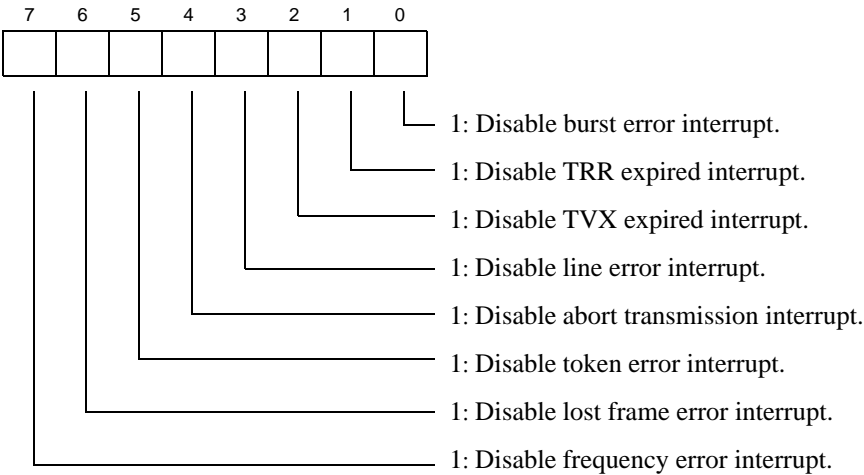 7 6 5 4 3 2 1 0
1: Disable burst error interrupt.
1: Disable TRR expired interrupt.
1: Disable TVX expired interrupt.
1: Disable line error interrupt.
1: Disable abort transmission interrupt.
1: Disable token error interrupt.
1: Disable lost frame error interrupt.
1: Disable frequency error interrupt.